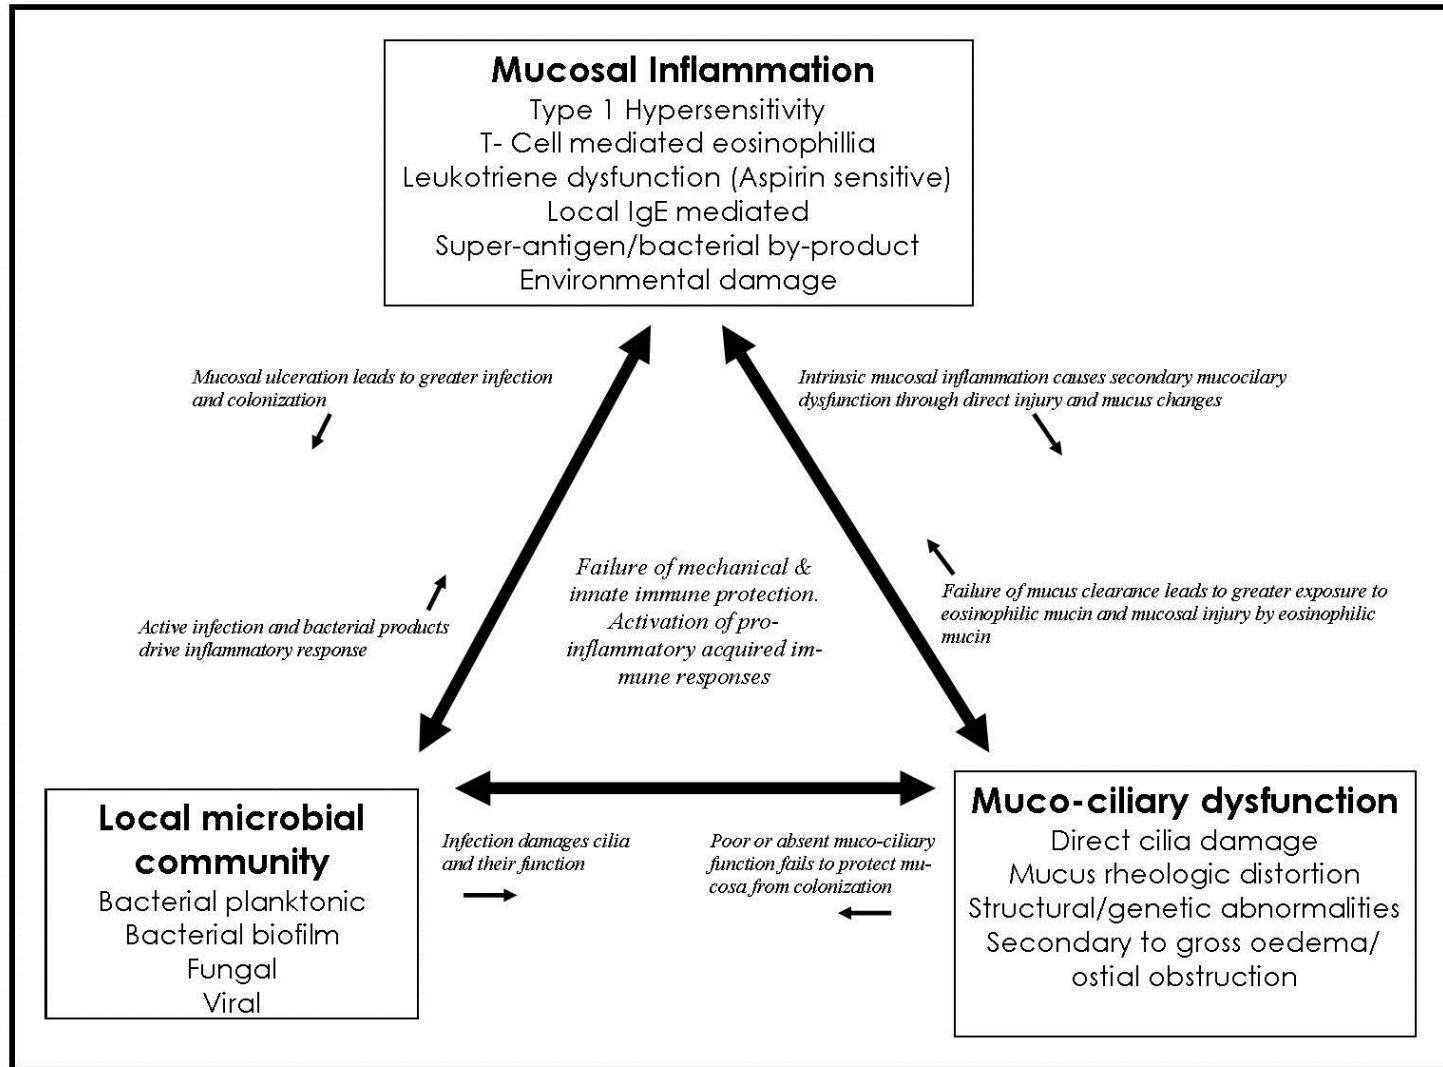 Mucosal Inflammation
Type 1 Hypersensitivity
T- Cell mediated eosinophillia
Leukotriene dysfunction (Aspirin sensitive)
Local IgE mediated
Super-antigen/bacterial by-product
Environmental damage
Mucosal ulceration leads to greater infection
and colonization
Intrinsic mucosal inflammation causes secondary mucocilary
dysfunction through direct injury and mucus changes
Active infection and bacterial products
drive inflammatory response
Failure of mechanical &
innate immune protection.
Activation of pro-
inflammatory acquired im-
mune responses
Failure of mucus clearance leads to greater exposure to
eosinophilic mucin and mucosal injury by eosinophilic
mucin
Local microbial
community
Bacterial planktonic
Bacterial biofilm
Fungal
Viral
Infection damages cilia
and their function
Poor or absent muco-ciliary
function fails to protect mu-
cosa from colonization
Muco-ciliary dysfunction
Direct cilia damage
Mucus rheologic distortion
Structural/genetic abnormalities
Secondary to gross oedema/
ostial obstruction